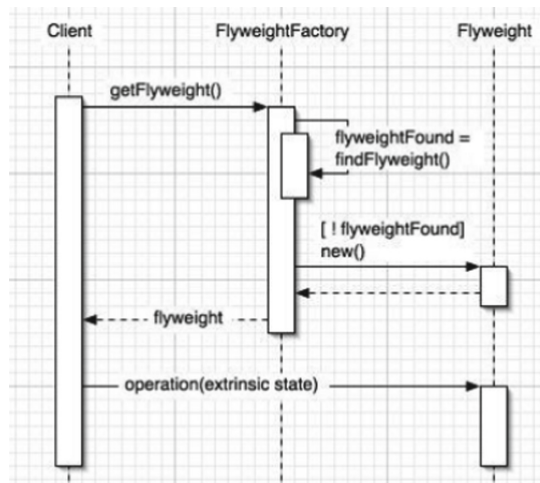 Client
FlyweightFactory
Flyweight
getFlyweight()
flyweightFound =
findFlyweight()
[ ! flyweightFound]
new()
flyweight
operation(extrinsic state)